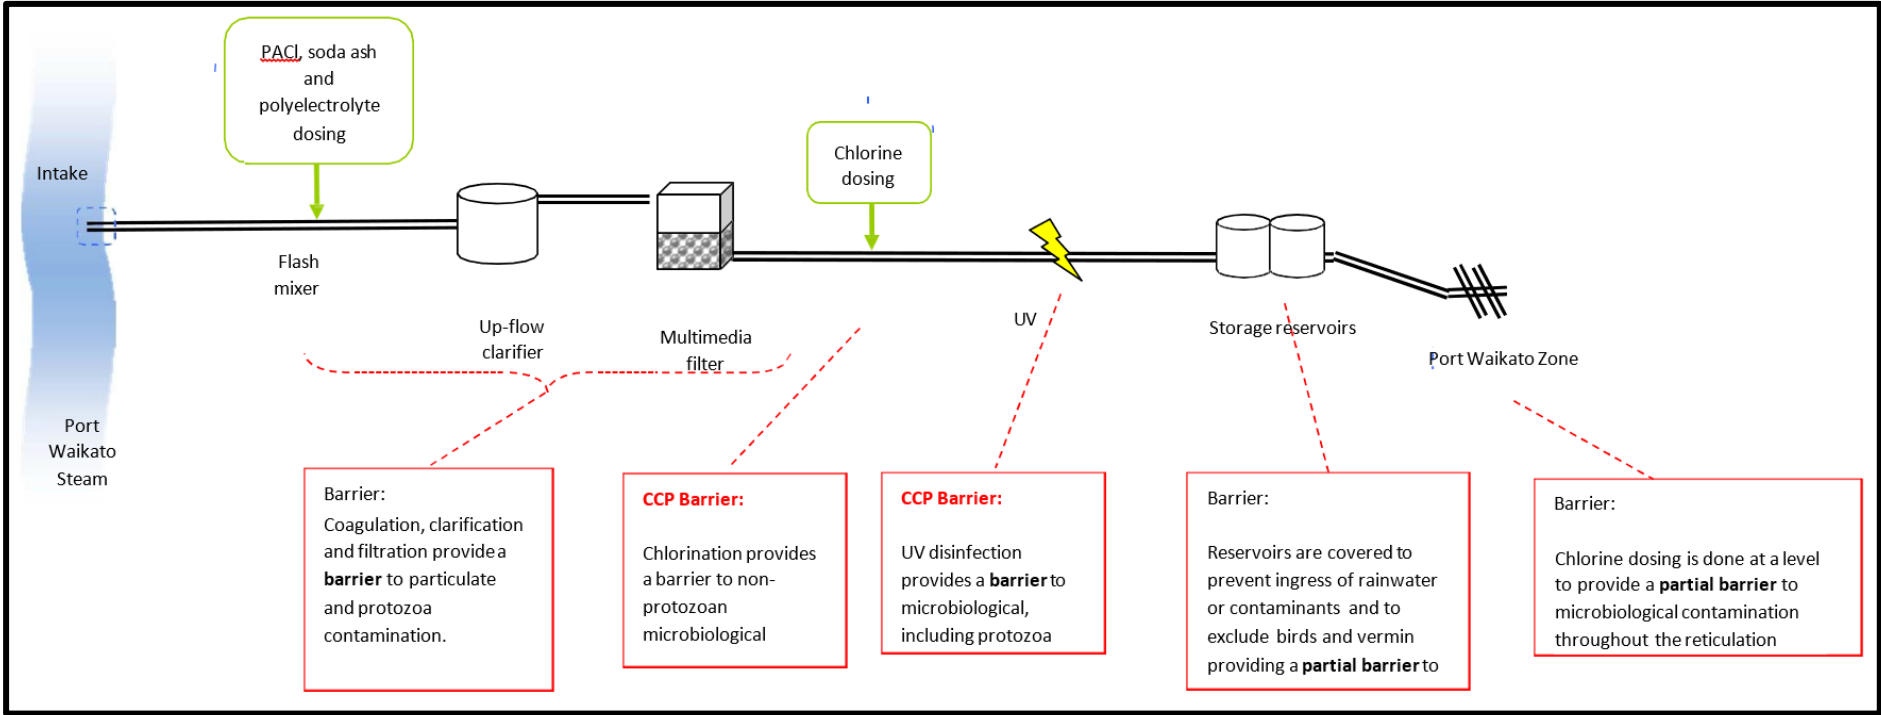 PACl, soda ash
and
polyelectrolyte
dosing
Chlorine
dosing
Intake
Flash
mixer
Up-flow
clarifier
Multimedia
filter
UV
Storage reservoirs
Port Waikato Zone
Port
Waikato
Steam
Barrier:
Coagulation, clarification
and filtration provide a
barrier to particulate
and protozoa
contamination.
CCP Barrier:
Chlorination provides
a barrier to non-
protozoan
microbiological
CCP Barrier:
UV disinfection
provides a barrier to
microbiological,
including protozoa
Barrier:
Reservoirs are covered to
prevent ingress of rainwater
or contaminants and to
exclude birds and vermin
providing a partial barrier to
Barrier:
Chlorine dosing is done at a level
to provide a partial barrier to
microbiological contamination
throughout the reticulation